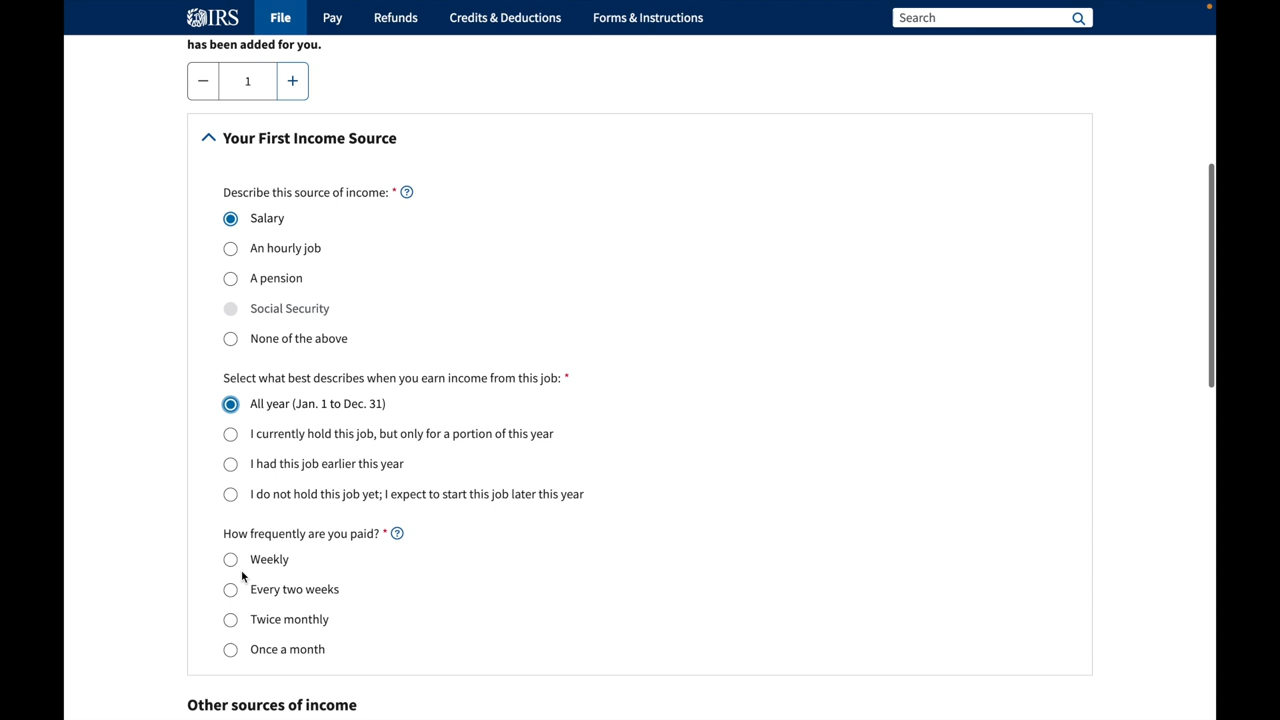 IRS File Pay Refunds Credits & Deductions Forms & Instructions Search
has been added for you.
− 1 +
Your First Income Source
Describe this source of income: * ?
Salary
An hourly job
A pension
Social Security
None of the above
Select what best describes when you earn income from this job: *
All year (Jan. 1 to Dec. 31)
I currently hold this job, but only for a portion of this year
I had this job earlier this year
I do not hold this job yet; I expect to start this job later this year
How frequently are you paid? * ?
Weekly
Every two weeks
Twice monthly
Once a month
Other sources of income